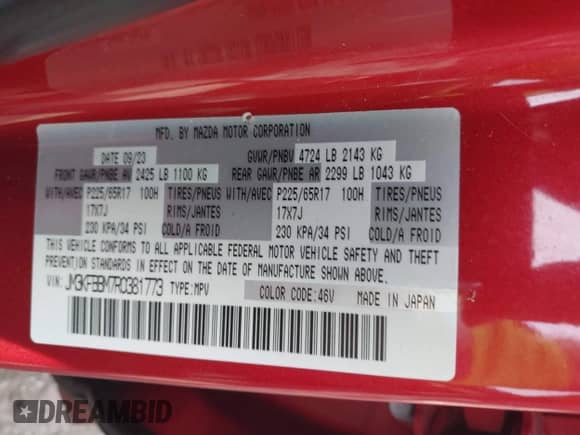 MFD. BY MAZDA MOTOR CORPORATION
DATE 09/23 GVWR/PNBV 4724 LB 2143 KG
FRONT GAWR/PNBE AV 2425 LB 1100 KG REAR GAWR/PNBE AR 2299 LB 1043 KG
WITH/AVEC P225/65R17 100H TIRES/PNEUS WITH/AVEC P225/65R17 100H TIRES/PNEUS
17X7J RIMS/JANTES 17X7J RIMS/JANTES
230 KPA/34 PSI COLD/A FROID 230 KPA/34 PSI COLD/A FROID
THIS VEHICLE CONFORMS TO ALL APPLICABLE FEDERAL MOTOR VEHICLE SAFETY AND THEFT
PREVENTION STANDARDS IN EFFECT ON THE DATE OF MANUFACTURE SHOWN ABOVE.
VIN: JM3KFBBM7R0381773 TYPE:MPV COLOR CODE:46V MADE IN JAPAN
DREAMBID